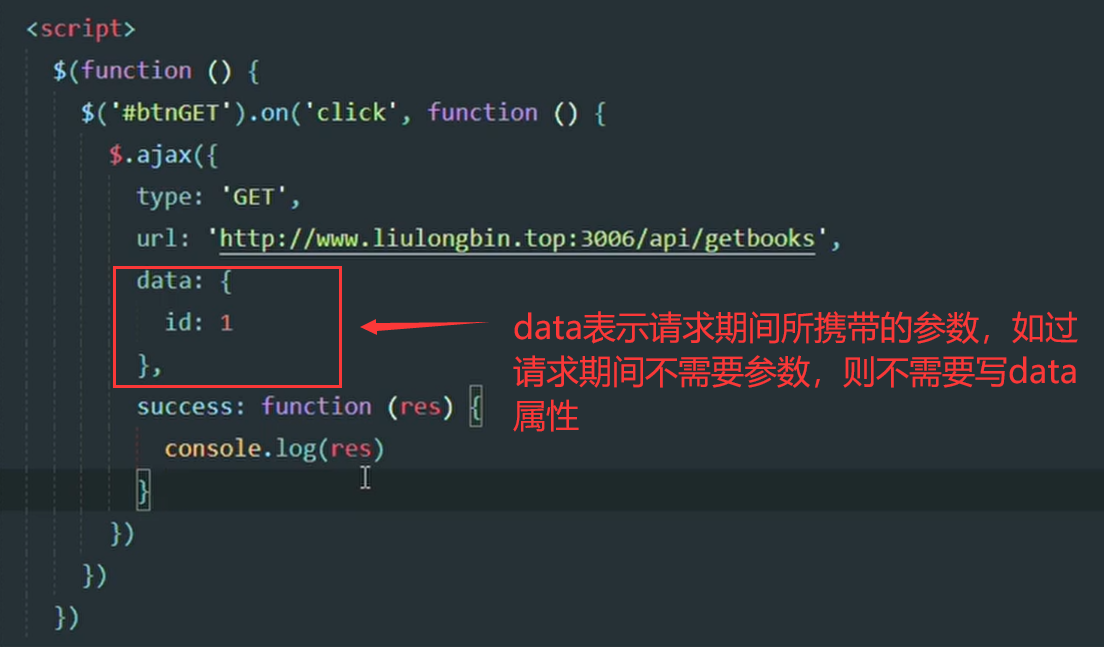 <script>
$(function () {
$('#btnGET').on('click', function () {
$.ajax({
type: 'GET',
url: 'http://www.liulongbin.top:3006/api/getbooks',
data: {
id: 1
},
data表示请求期间所携带的参数，如过
请求期间不需要参数，则不需要写data
属性
success: function (res) {
console.log(res)
}
})
})
})